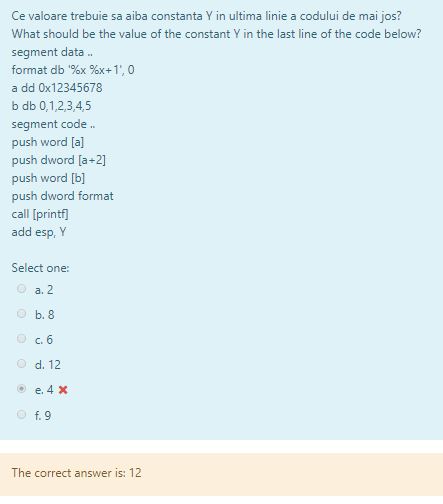 Ce valoare trebuie sa aiba constanta Y in ultima linie a codului de mai jos?
What should be the value of the constant Y in the last line of the code below?
segment data ..
format db '%x %x+1', 0
a dd 0x12345678
b db 0,1,2,3,4,5
segment code ..
push word [a]
push dword [a+2]
push word [b]
push dword format
call [printf]
add esp, Y
Select one:
a. 2
b. 8
c. 6
d. 12
e. 4 ✖
f. 9
The correct answer is: 12